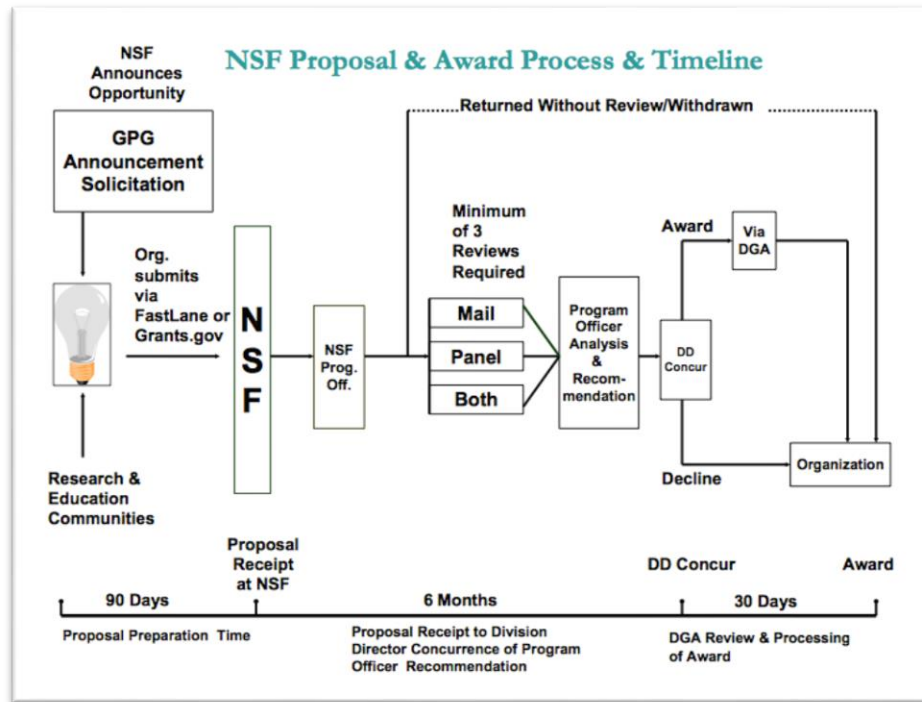 NSF Proposal & Award Process & Timeline
NSF
Announces
Opportunity
GPG
Announcement
Solicitation
Returned Without Review/Withdrawn
Org.
submits
via
FastLane or
Grants.gov
N
S
F
NSF
Prog.
Off.
Minimum
of 3
Reviews
Required
Mail
Panel
Both
Program
Officer
Analysis
&
Recom-
mendation
DD
Concur
Award
Via
DGA
Decline
Organization
Research &
Education
Communities
Proposal
Receipt
at NSF
DD Concur
Award
90 Days
6 Months
30 Days
Proposal Preparation Time
Proposal Receipt to Division
Director Concurrence of Program
Officer Recommendation
DGA Review & Processing
of Award